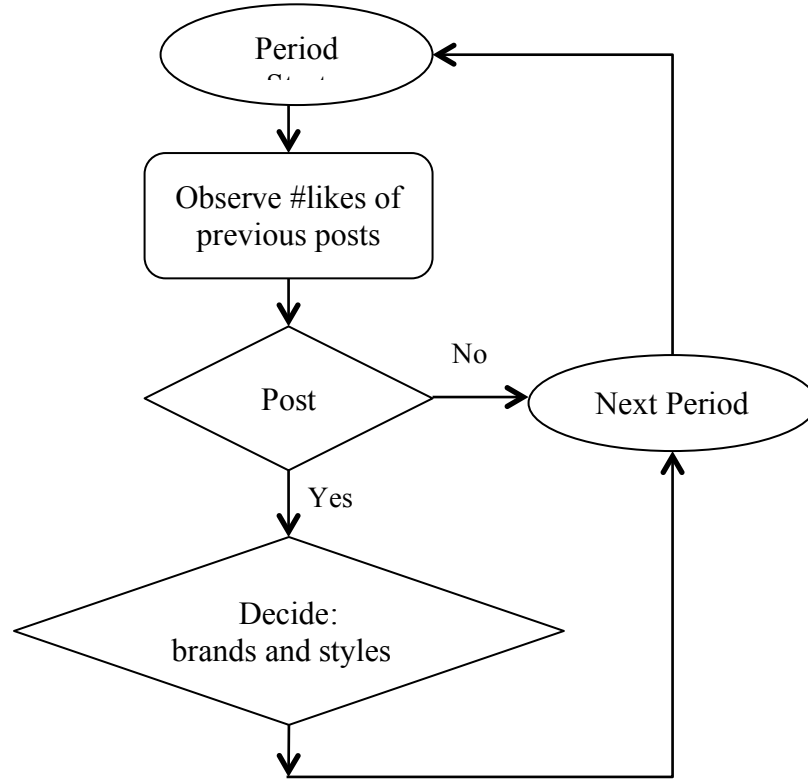 Period
Observe #likes of
previous posts
No
Post
Next Period
Yes
Decide:
brands and styles